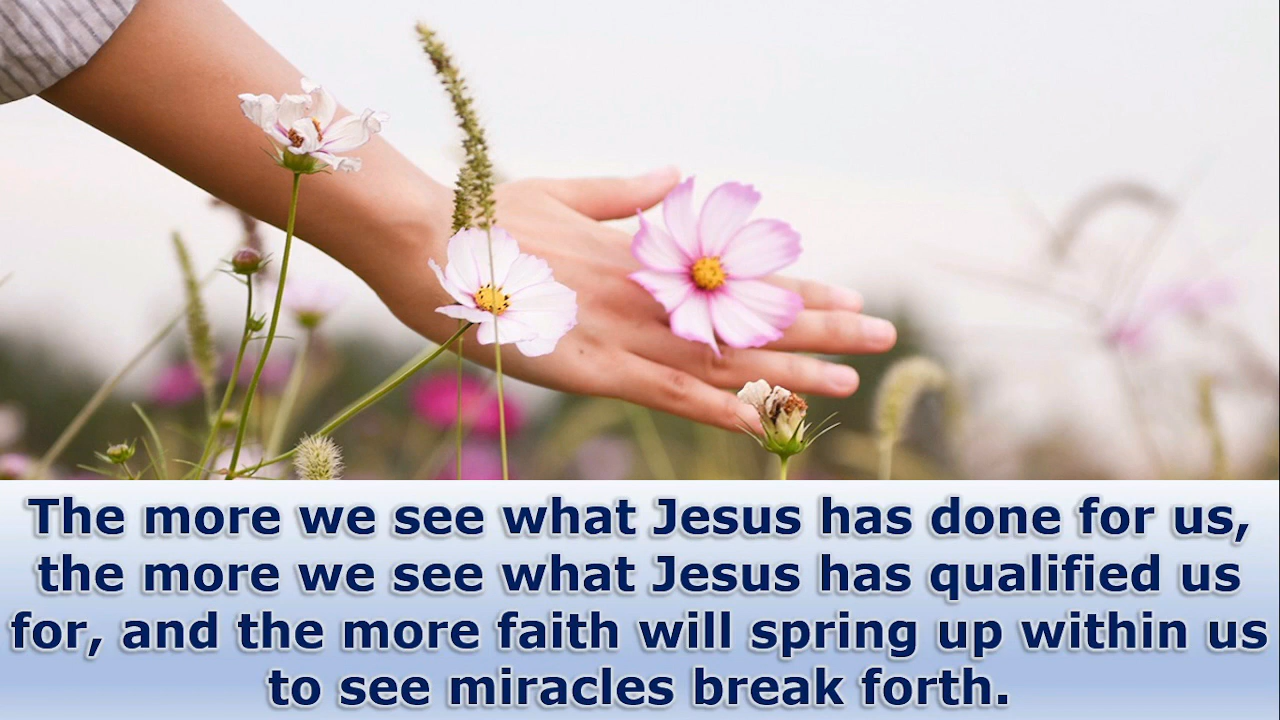 The more we see what Jesus has done for us,
the more we see what Jesus has qualified us
for, and the more faith will spring up within us
to see miracles break forth.